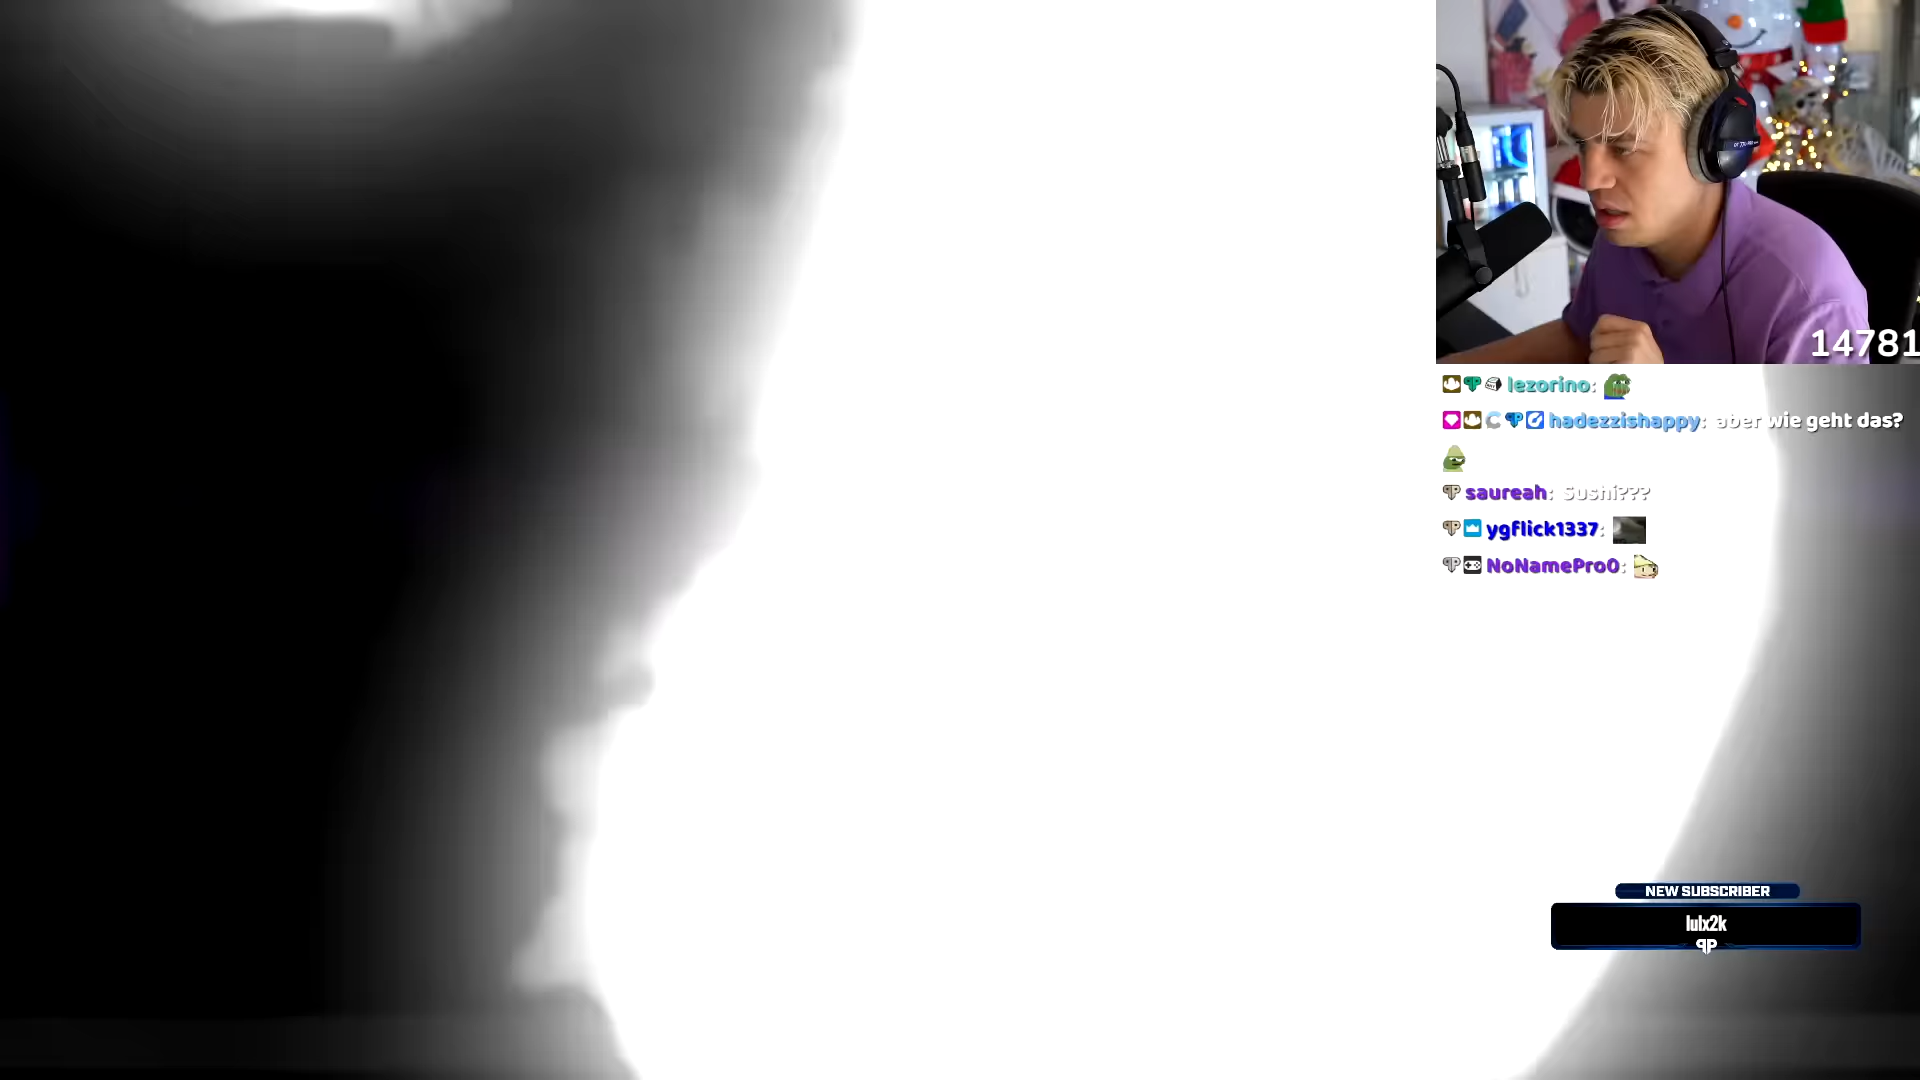 14781
lezorino:
hadezzishappy: aber wie geht das?
saureah: Sushi???
ygflick1337:
NoNamePro0:
NEW SUBSCRIBER
lulx2k